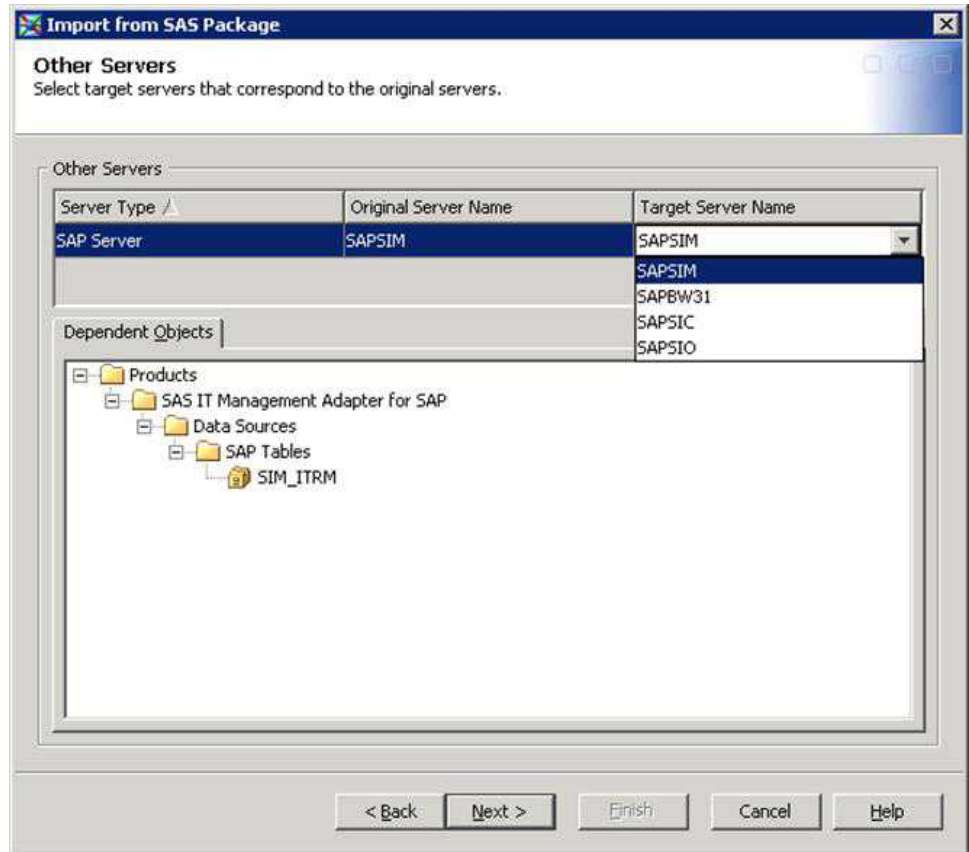 Import from SAS Package
Other Servers
Select target servers that correspond to the original servers.
Other Servers
Server Type Original Server Name Target Server Name
SAP Server SAPSIM SAPSIM
SAPSIM
SAPBW31
SAPSIC
SAPSIO
Dependent Objects
Products
SAS IT Management Adapter for SAP
Data Sources
SAP Tables
SIM_ITRM
< Back Next > Finish Cancel Help